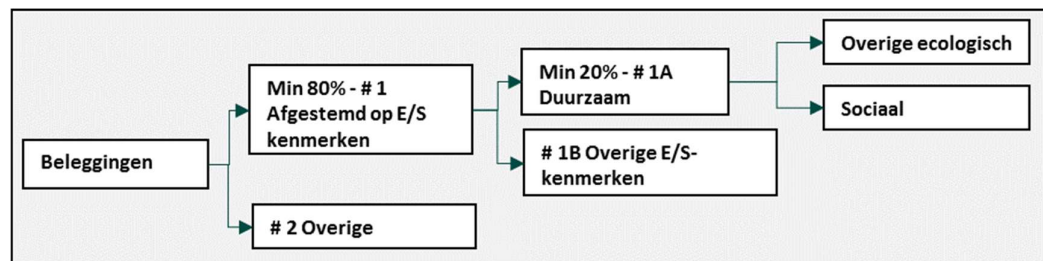 Beleggingen
Min 80% - # 1
Afgestemd op E/S
kenmerken
# 2 Overige
Min 20% - # 1A
Duurzaam
# 1B Overige E/S-
kenmerken
Overige ecologisch
Sociaal